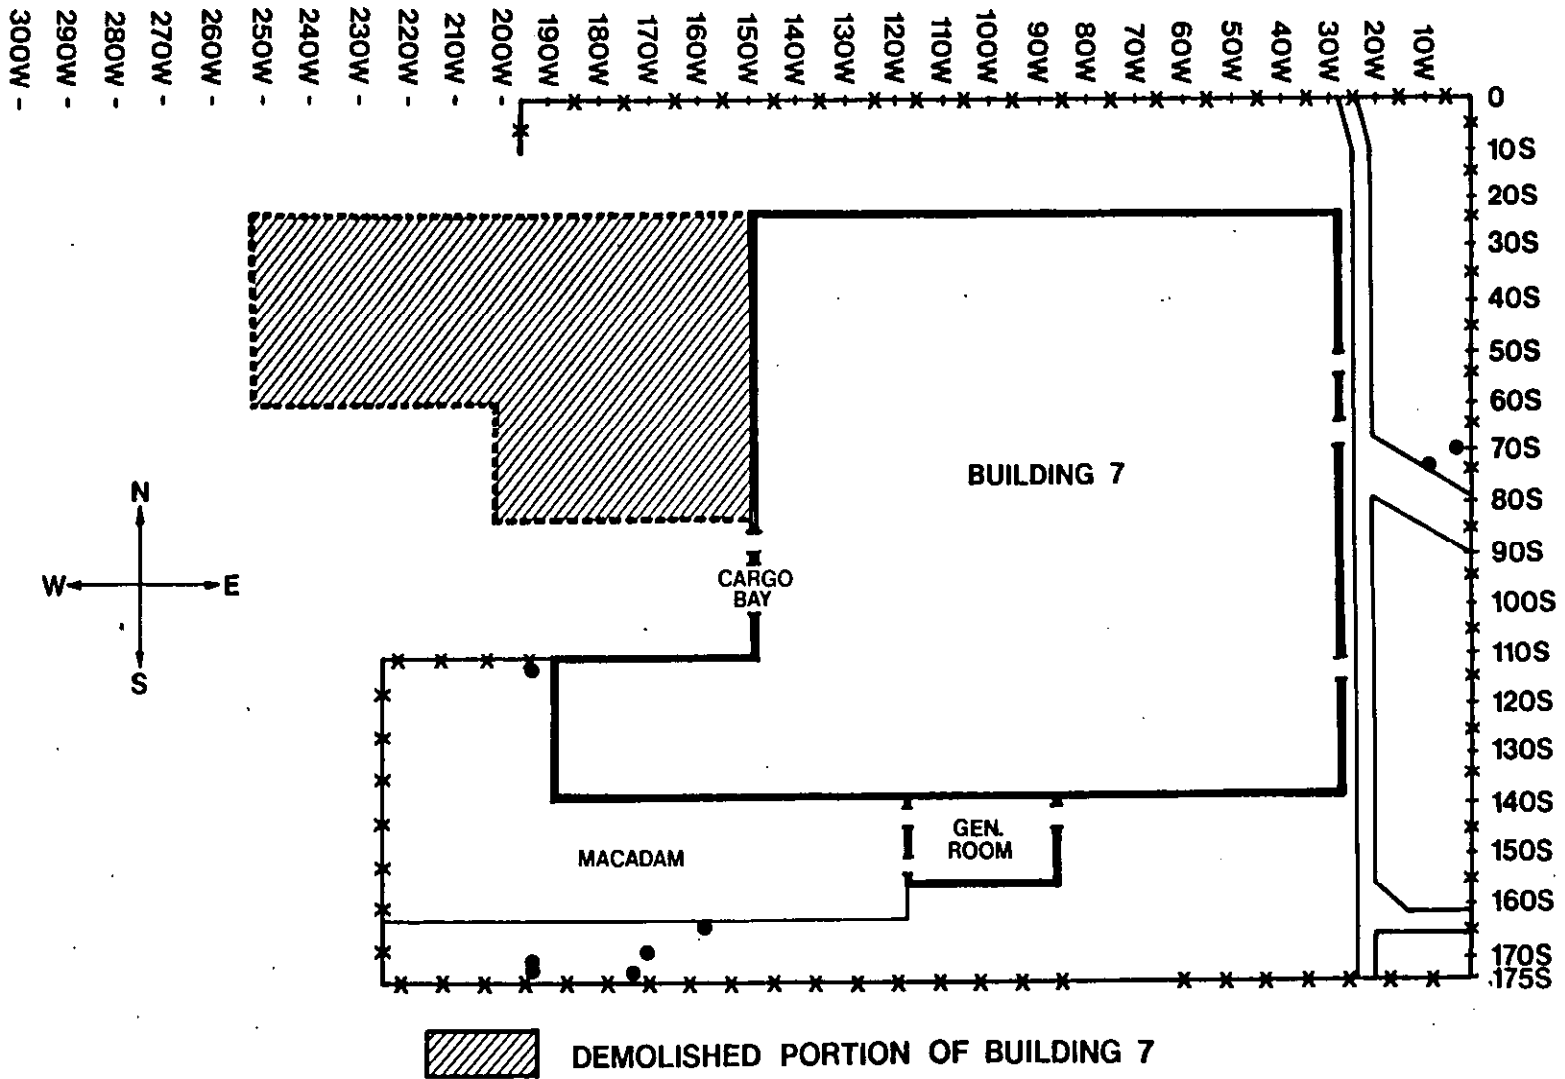 300W -
290W -
280W -
270W -
260W -
250W -
240W -
230W -
220W -
210W -
200W -
190W
180W
170W
160W
150W
140W
130W
120W
110W
100W
90W
80W
70W
60W
50W
40W
30W
20W
10W
0
10S
20S
30S
40S
50S
60S
70S
80S
90S
100S
110S
130S
140S
150S
160S
170S
175S
BUILDING 7
N
W
E
S
CARGO
BAY
GEN.
ROOM
MACADAM
DEMOLISHED PORTION OF BUILDING 7